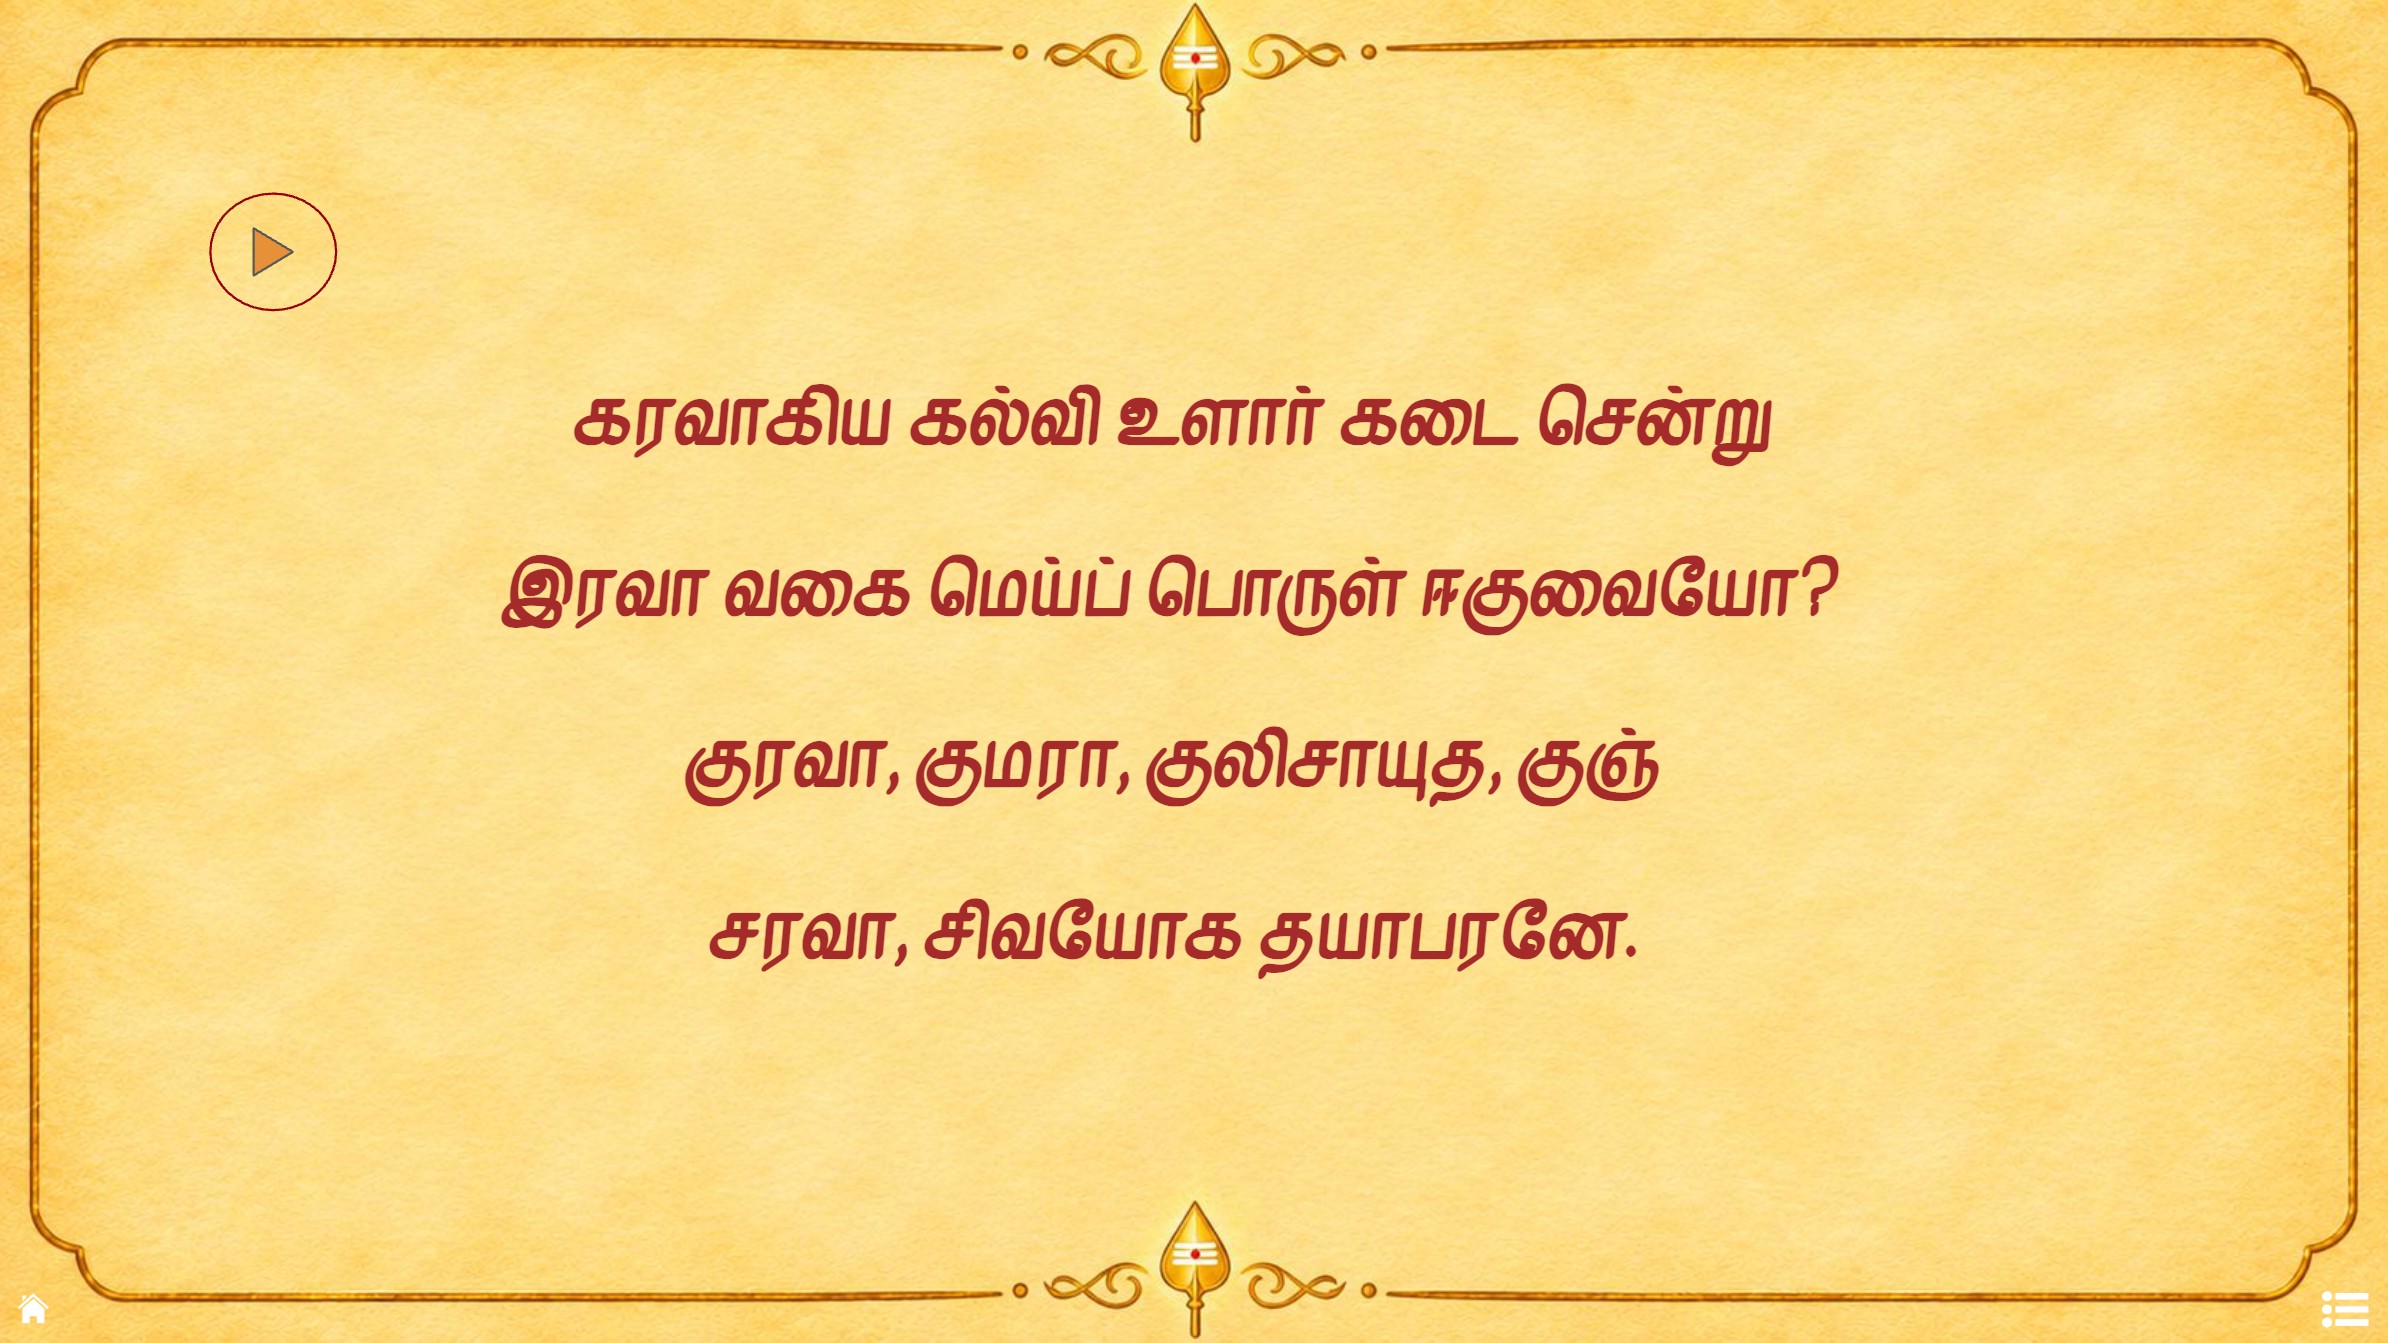 கரவாகிய கல்வி உளார் கடை சென்று
இரவா வகை மெய்ப் பொருள் ஈகுவையோ?
குரவா, குமரா, குலிசாயுத, குஞ்
சரவா, சிவயோக தயாபரனே.